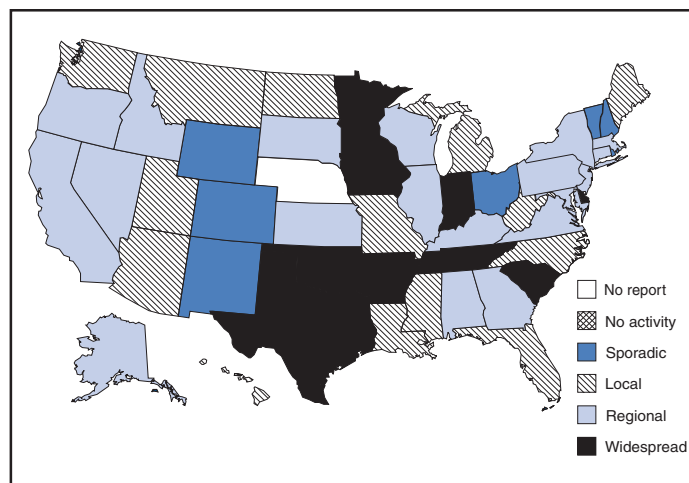 No report
No activity
Sporadic
Local
Regional
Widespread